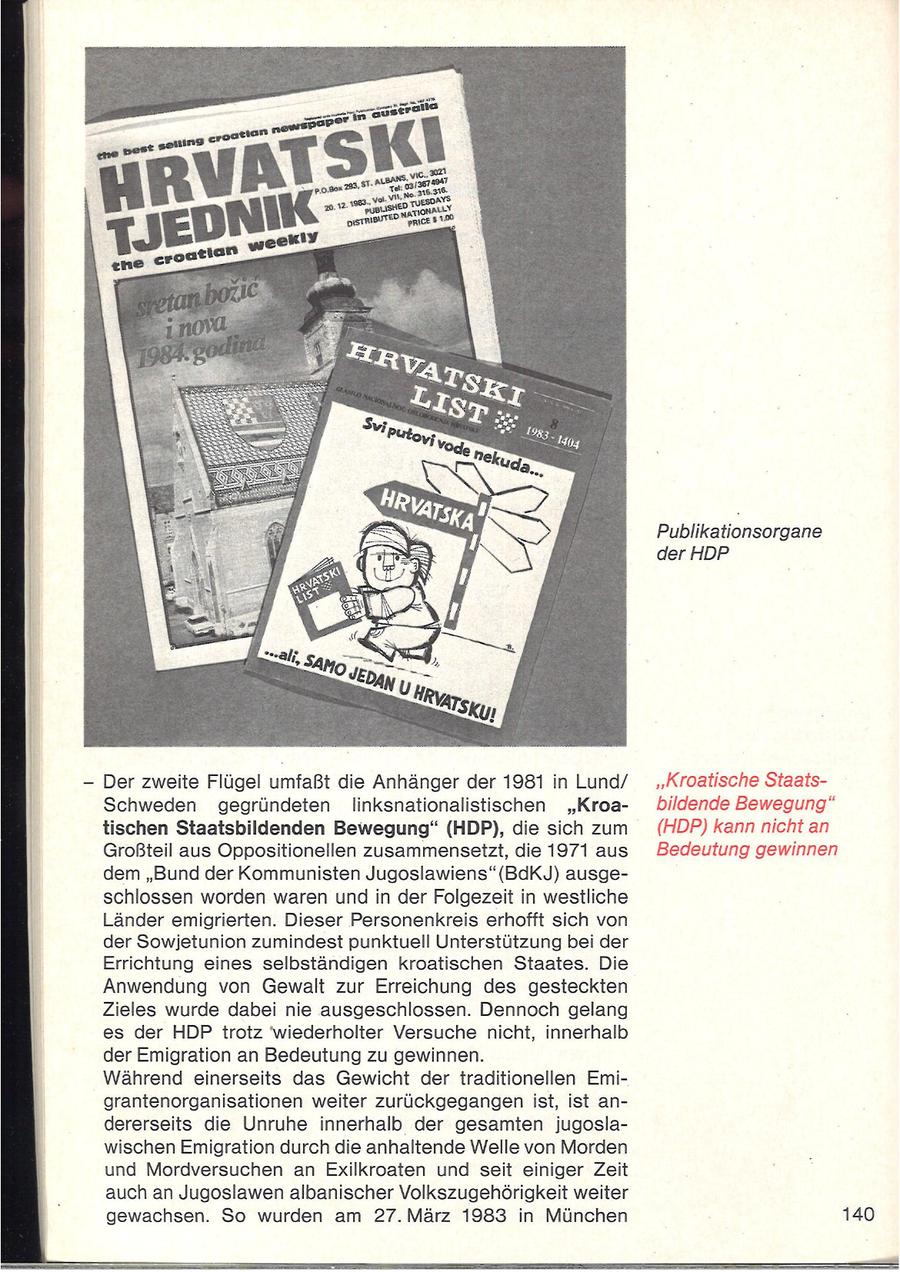 the best selling croatian newspaper in australia
HRVATSKI
TJEDNIK
P.O.Box 293, ST. ALBANS, VIC., 3021
Tel: 03/3674947
20. 12. 1983., Vol. VII., No. 315.316.
PUBLISHED TUESDAYS
DISTRIBUTED NATIONALLY
PRICE $ 1,00
the croatian weekly
sretan božić
i nova
1984. godina
HRVATSKI
LIST
8
1983 - 1404
Svi putovi vode nekuda...
HRVATSKA
HRVATSKI
LIST
...ali, SAMO JEDAN U HRVATSKU!
Publikationsorgane
der HDP
– Der zweite Flügel umfaßt die Anhänger der 1981 in Lund/
Schweden gegründeten linksnationalistischen „Kroa-
tischen Staatsbildenden Bewegung“ (HDP), die sich zum
Großteil aus Oppositionellen zusammensetzt, die 1971 aus
dem „Bund der Kommunisten Jugoslawiens“ (BdKJ) ausge-
schlossen worden waren und in der Folgezeit in westliche
Länder emigrierten. Dieser Personenkreis erhofft sich von
der Sowjetunion zumindest punktuell Unterstützung bei der
Errichtung eines selbständigen kroatischen Staates. Die
Anwendung von Gewalt zur Erreichung des gesteckten
Zieles wurde dabei nie ausgeschlossen. Dennoch gelang
es der HDP trotz wiederholter Versuche nicht, innerhalb
der Emigration an Bedeutung zu gewinnen.
Während einerseits das Gewicht der traditionellen Emi-
grantenorganisationen weiter zurückgegangen ist, ist an-
dererseits die Unruhe innerhalb der gesamten jugosla-
wischen Emigration durch die anhaltende Welle von Morden
und Mordversuchen an Exilkroaten und seit einiger Zeit
auch an Jugoslawen albanischer Volkszugehörigkeit weiter
gewachsen. So wurden am 27. März 1983 in München
„Kroatische Staats-
bildende Bewegung“
(HDP) kann nicht an
Bedeutung gewinnen
140